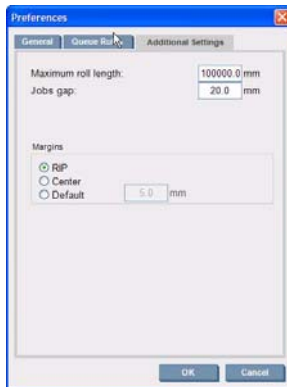 Preferences
General Queue Rules Additional Settings
Maximum roll length: 100000.0 mm
Jobs gap: 20.0 mm
Margins
RIP
Center
Default 5.0 mm
OK Cancel